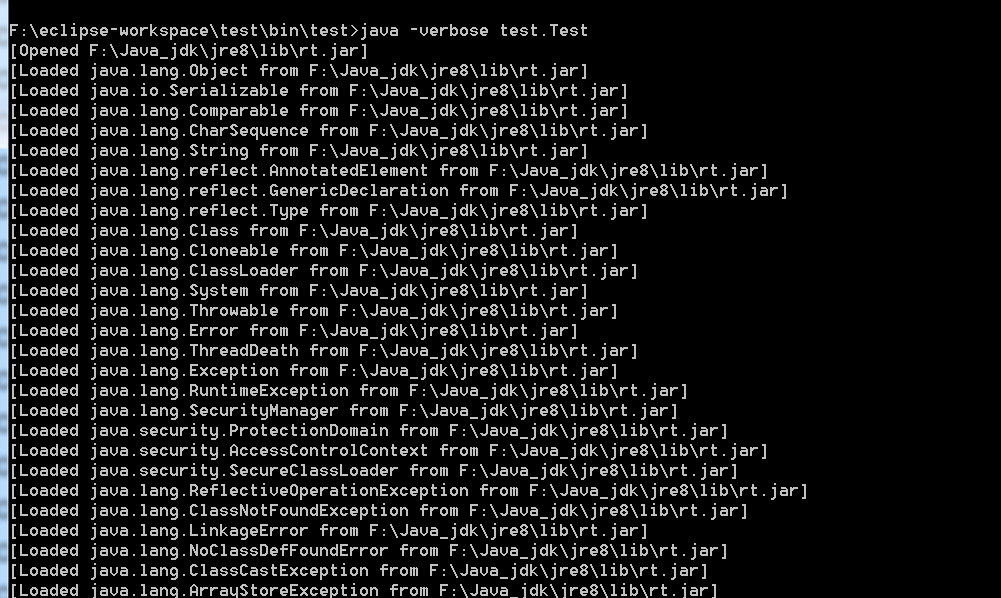 F:\eclipse-workspace\test\bin\test>java -verbose test.Test
[Opened F:\Java_jdk\jre8\lib\rt.jar]
[Loaded java.lang.Object from F:\Java_jdk\jre8\lib\rt.jar]
[Loaded java.io.Serializable from F:\Java_jdk\jre8\lib\rt.jar]
[Loaded java.lang.Comparable from F:\Java_jdk\jre8\lib\rt.jar]
[Loaded java.lang.CharSequence from F:\Java_jdk\jre8\lib\rt.jar]
[Loaded java.lang.String from F:\Java_jdk\jre8\lib\rt.jar]
[Loaded java.lang.reflect.AnnotatedElement from F:\Java_jdk\jre8\lib\rt.jar]
[Loaded java.lang.reflect.GenericDeclaration from F:\Java_jdk\jre8\lib\rt.jar]
[Loaded java.lang.reflect.Type from F:\Java_jdk\jre8\lib\rt.jar]
[Loaded java.lang.Class from F:\Java_jdk\jre8\lib\rt.jar]
[Loaded java.lang.Cloneable from F:\Java_jdk\jre8\lib\rt.jar]
[Loaded java.lang.ClassLoader from F:\Java_jdk\jre8\lib\rt.jar]
[Loaded java.lang.System from F:\Java_jdk\jre8\lib\rt.jar]
[Loaded java.lang.Throwable from F:\Java_jdk\jre8\lib\rt.jar]
[Loaded java.lang.Error from F:\Java_jdk\jre8\lib\rt.jar]
[Loaded java.lang.ThreadDeath from F:\Java_jdk\jre8\lib\rt.jar]
[Loaded java.lang.Exception from F:\Java_jdk\jre8\lib\rt.jar]
[Loaded java.lang.RuntimeException from F:\Java_jdk\jre8\lib\rt.jar]
[Loaded java.lang.SecurityManager from F:\Java_jdk\jre8\lib\rt.jar]
[Loaded java.security.ProtectionDomain from F:\Java_jdk\jre8\lib\rt.jar]
[Loaded java.security.AccessControlContext from F:\Java_jdk\jre8\lib\rt.jar]
[Loaded java.security.SecureClassLoader from F:\Java_jdk\jre8\lib\rt.jar]
[Loaded java.lang.ReflectiveOperationException from F:\Java_jdk\jre8\lib\rt.jar]
[Loaded java.lang.ClassNotFoundException from F:\Java_jdk\jre8\lib\rt.jar]
[Loaded java.lang.LinkageError from F:\Java_jdk\jre8\lib\rt.jar]
[Loaded java.lang.NoClassDefFoundError from F:\Java_jdk\jre8\lib\rt.jar]
[Loaded java.lang.ClassCastException from F:\Java_jdk\jre8\lib\rt.jar]
[Loaded java.lang.ArrayStoreException from F:\Java_jdk\jre8\lib\rt.jar]